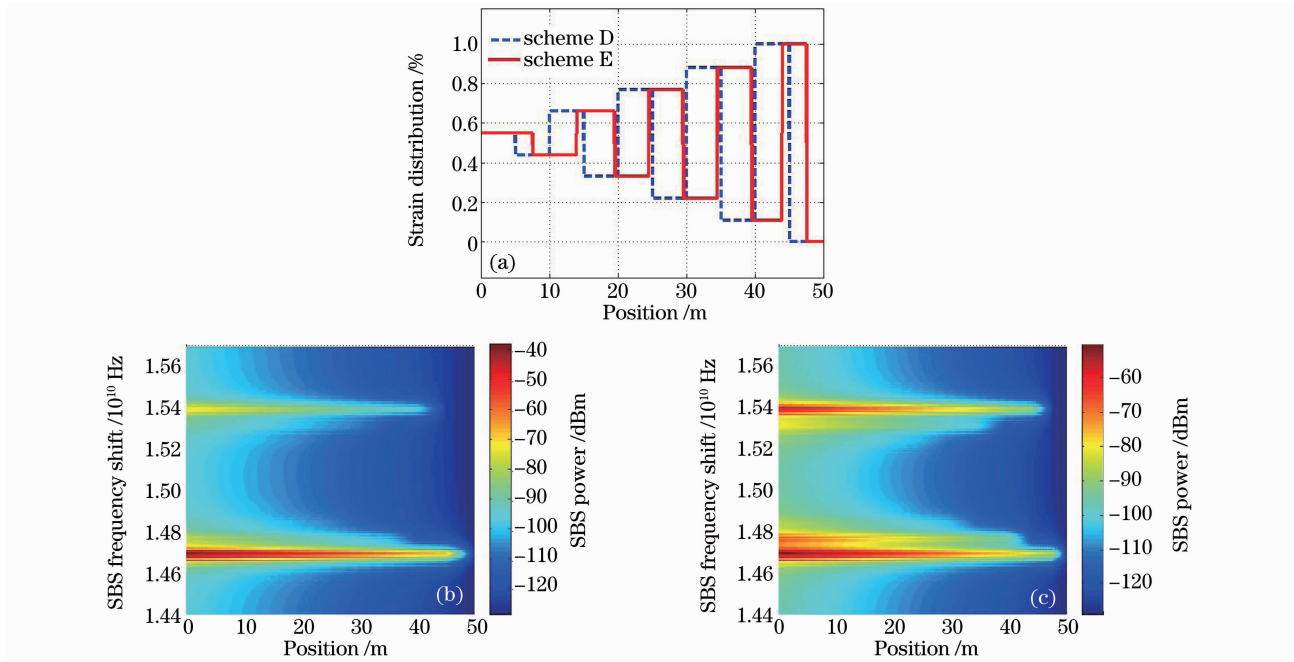 scheme D
scheme E
Strain distribution /%
1.0
0.8
0.6
0.4
0.2
0
(a)
0 10 20 30 40 50
Position /m
SBS frequency shift /10¹⁰ Hz
1.56
1.54
1.52
1.50
1.48
1.46
1.44
(b)
0 10 20 30 40 50
Position /m
−40
−50
−60
−70
−80
−90
−100
−110
−120
SBS power /dBm
SBS frequency shift /10¹⁰ Hz
1.56
1.54
1.52
1.50
1.48
1.46
1.44
(c)
0 10 20 30 40 50
Position /m
−60
−70
−80
−90
−100
−110
−120
SBS power /dBm